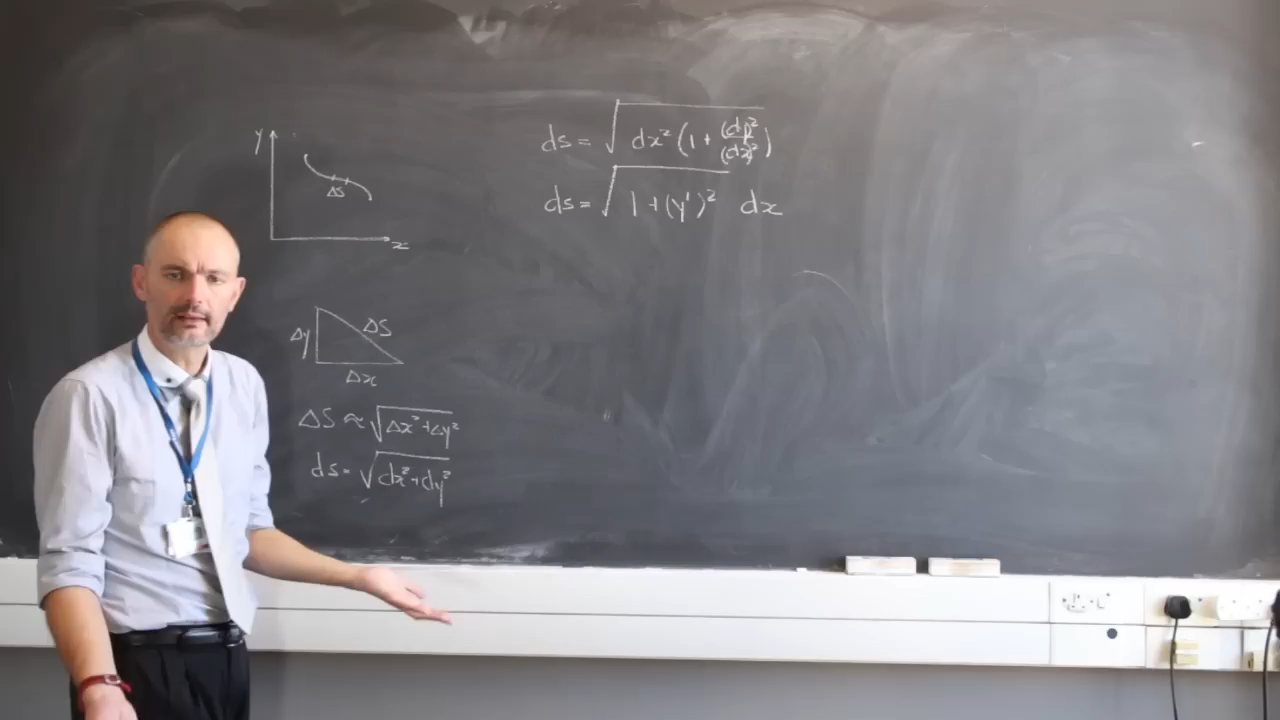 y
ΔS
x
Δy
ΔS
Δx
ΔS ≈ √(Δx²+Δy²)
ds = √(dx²+dy²)
ds = √(dx²(1+(dy)²/(dx)²))
ds = √(1+(y')²) dx